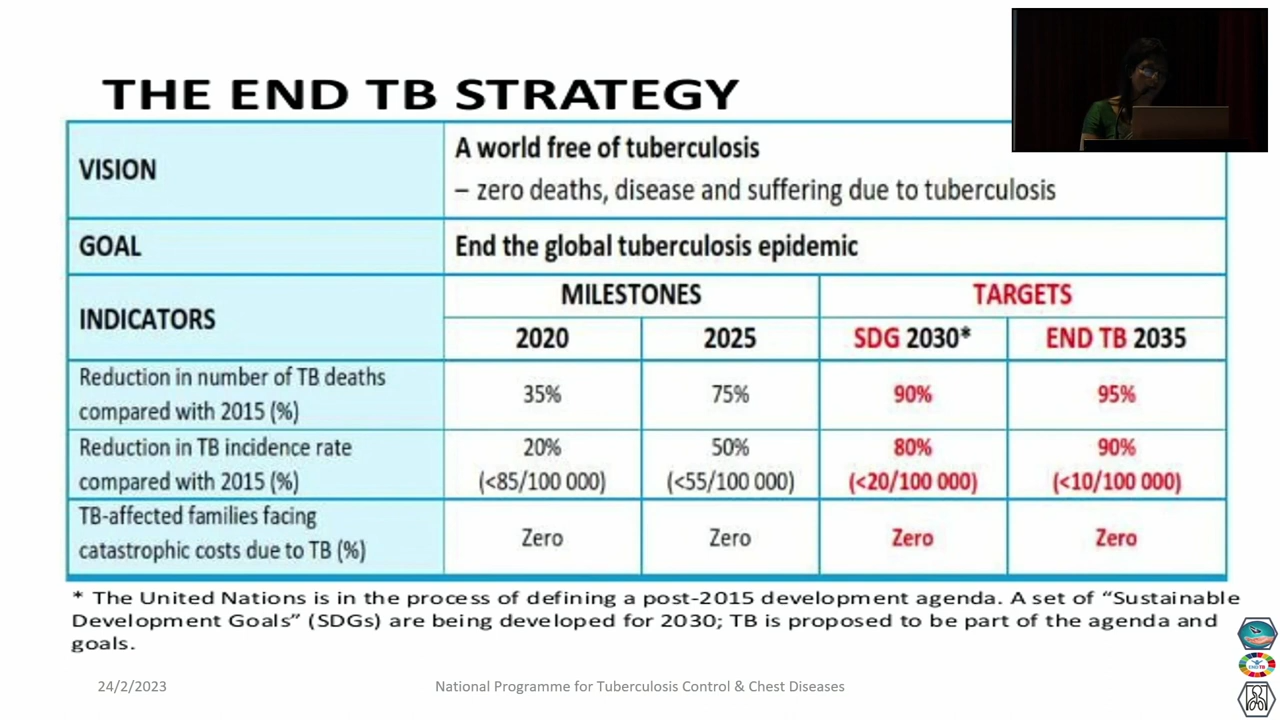 THE END TB STRATEGY
VISION
A world free of tuberculosis
– zero deaths, disease and suffering due to tuberculosis
GOAL
End the global tuberculosis epidemic
INDICATORS
MILESTONES
TARGETS
2020
2025
SDG 2030*
END TB 2035
Reduction in number of TB deaths
compared with 2015 (%)
35%
75%
90%
95%
Reduction in TB incidence rate
compared with 2015 (%)
20%
(<85/100 000)
50%
(<55/100 000)
80%
(<20/100 000)
90%
(<10/100 000)
TB-affected families facing
catastrophic costs due to TB (%)
Zero
Zero
Zero
Zero
* The United Nations is in the process of defining a post-2015 development agenda. A set of “Sustainable
Development Goals” (SDGs) are being developed for 2030; TB is proposed to be part of the agenda and
goals.
24/2/2023
National Programme for Tuberculosis Control & Chest Diseases
END TB